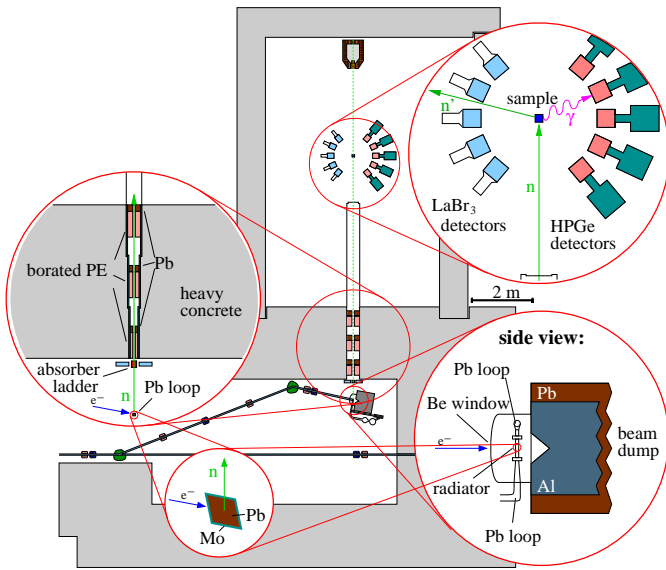 sample
n'
γ
n
LaBr3
detectors
HPGe
detectors
2 m
borated PE
Pb
heavy
concrete
absorber
ladder
n
e−
Pb loop
side view:
Pb loop
Pb
Be window
e−
beam
dump
radiator
Al
Pb loop
n
e−
Pb
Mo